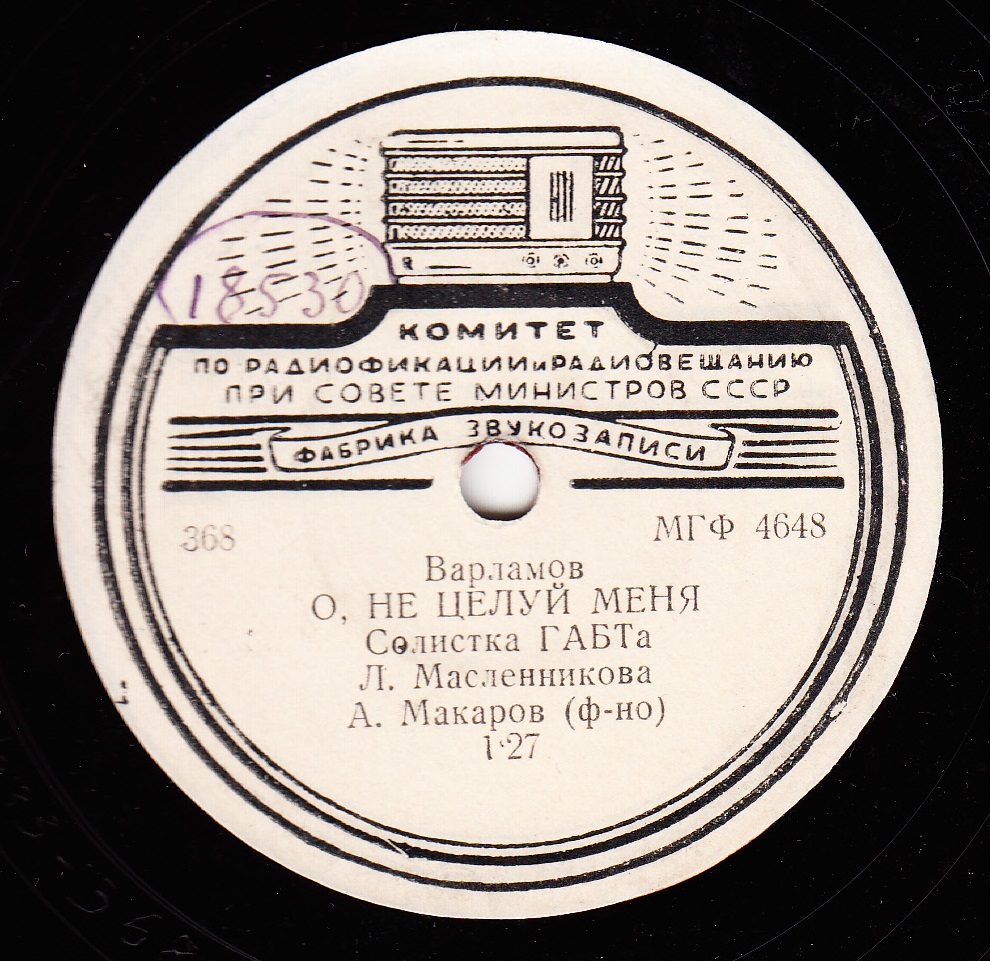 18530
КОМИТЕТ
ПО РАДИОФИКАЦИИ и РАДИОВЕЩАНИЮ
ПРИ СОВЕТЕ МИНИСТРОВ СССР
ФАБРИКА ЗВУКОЗАПИСИ
368
МГФ 4648
Варламов
О, НЕ ЦЕЛУЙ МЕНЯ
Солистка ГАБТа
Л. Масленникова
А. Макаров (ф-но)
1·27